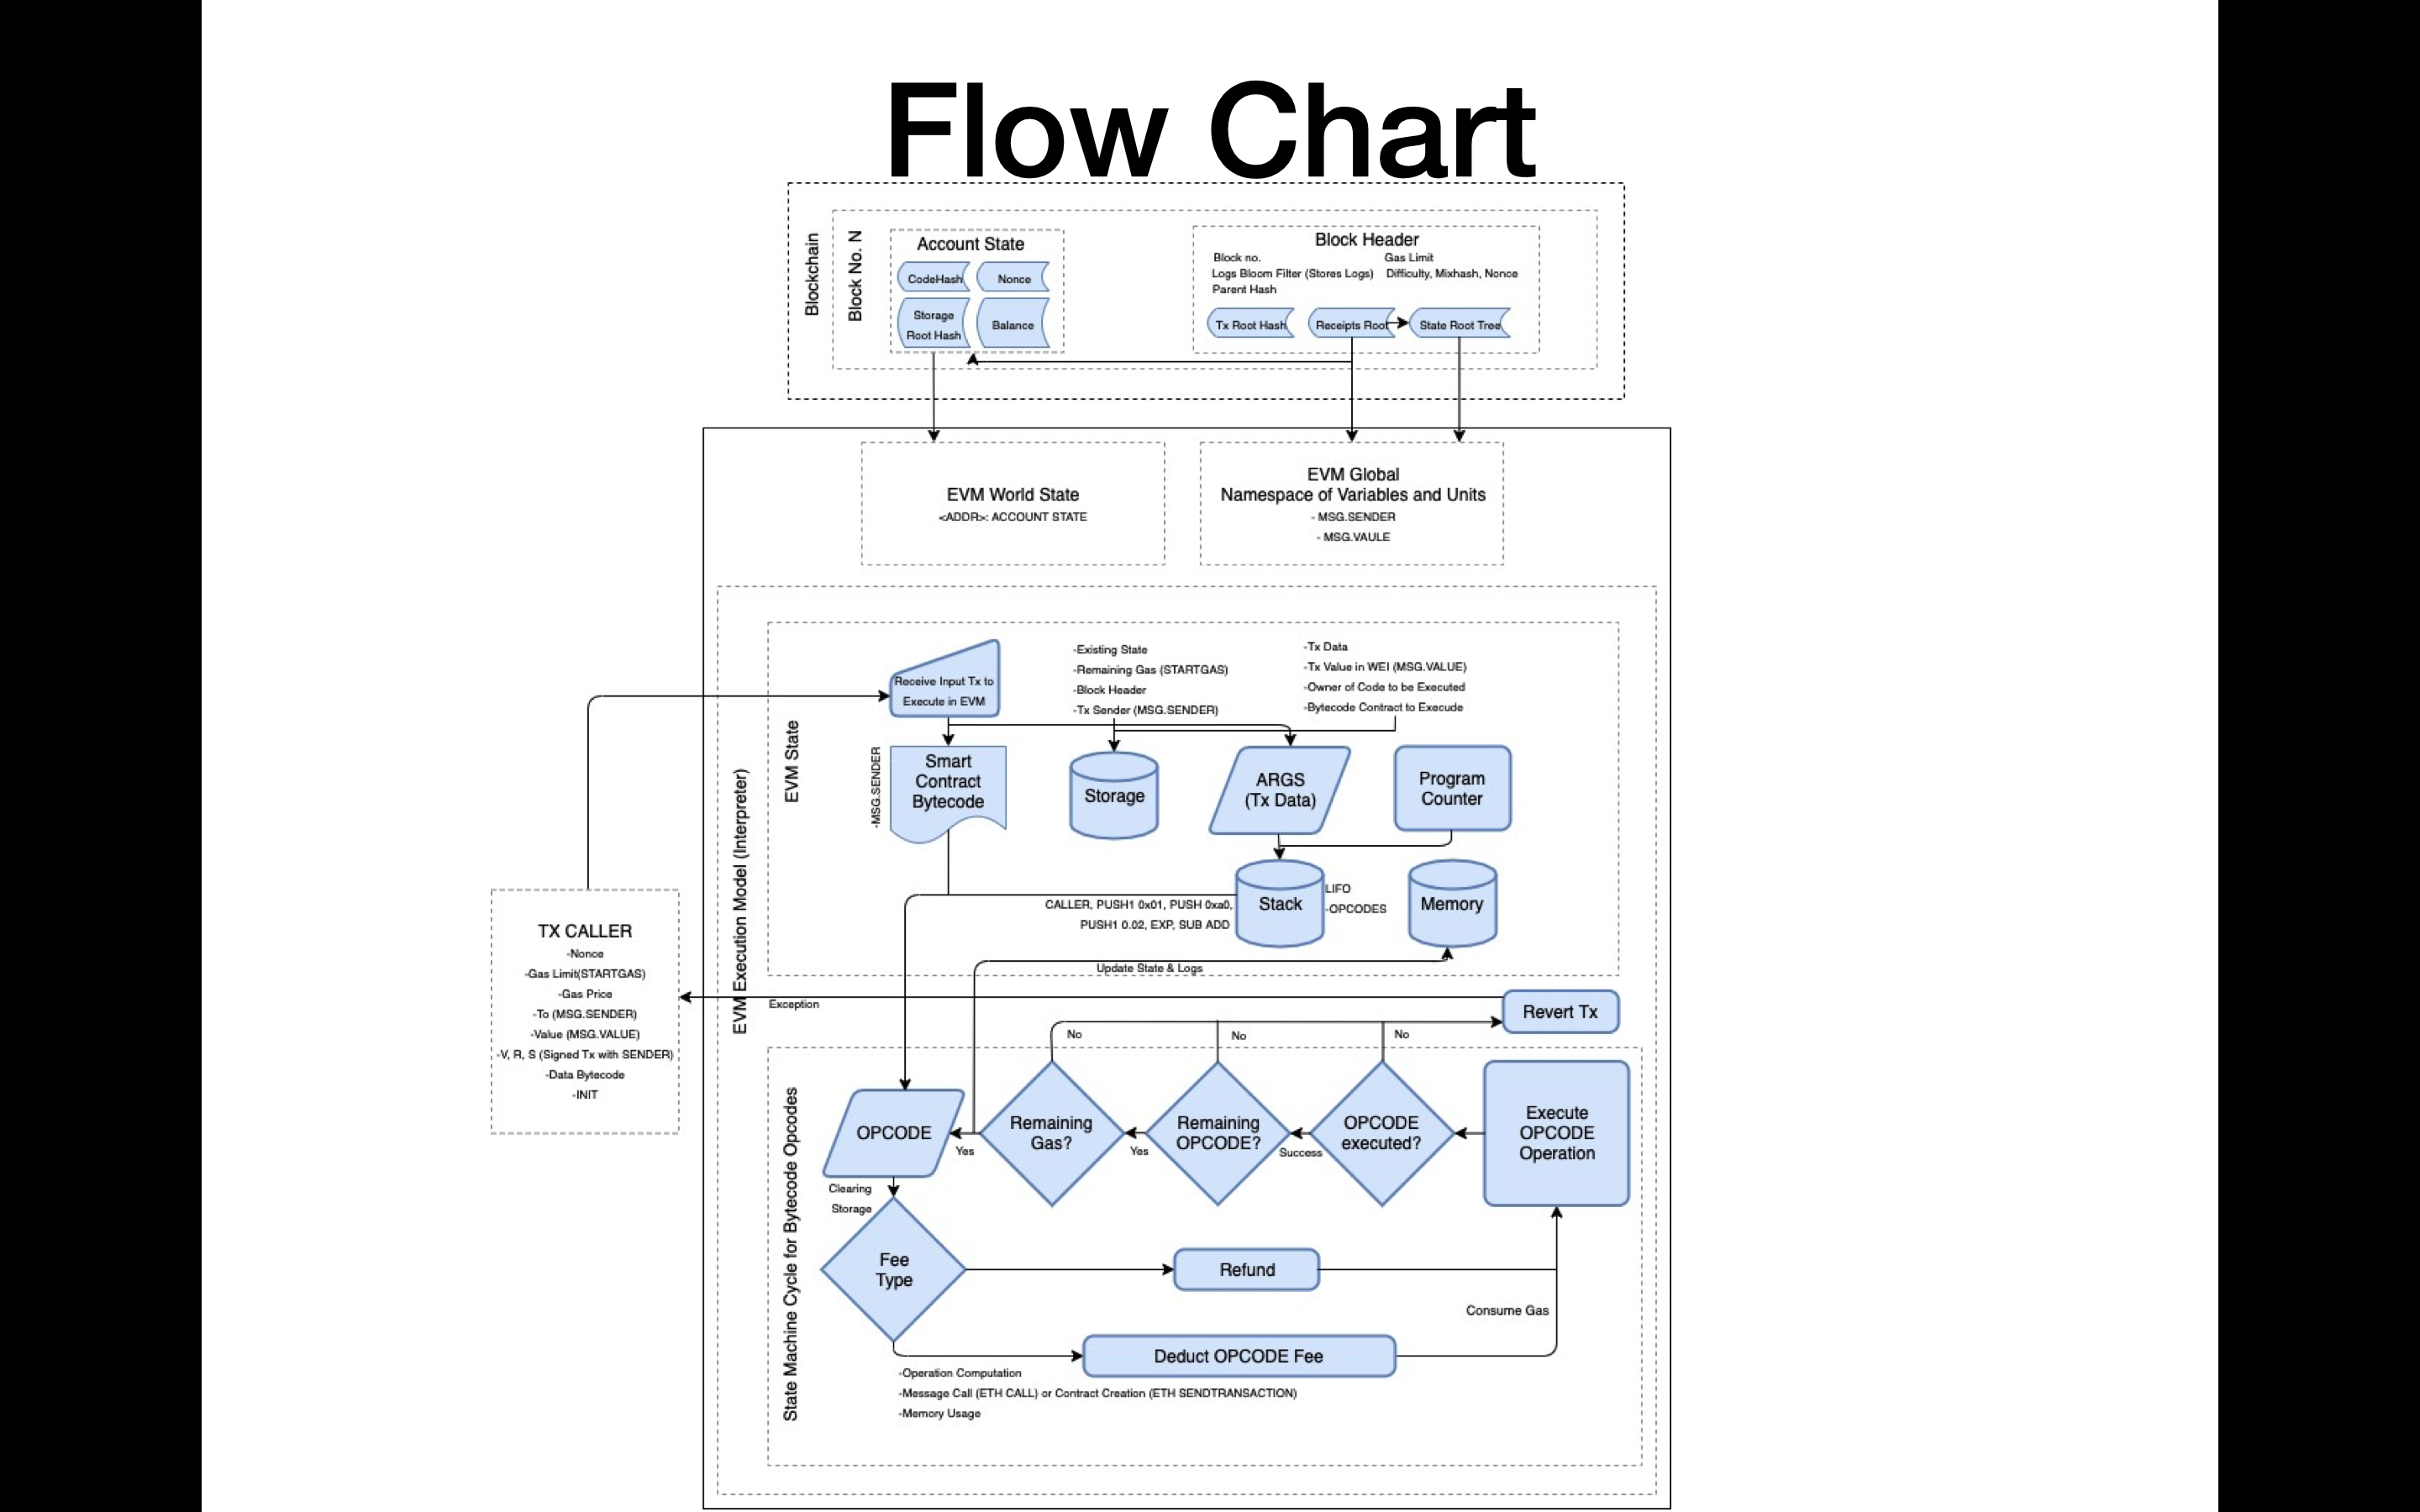 Flow Chart
Blockchain
Block No. N
Account State
CodeHash
Nonce
Storage
Root Hash
Balance
Block Header
Block no.
Gas Limit
Logs Bloom Filter (Stores Logs)
Difficulty, Mixhash, Nonce
Parent Hash
Tx Root Hash
Receipts Root
State Root Tree
EVM World State
<ADDR>: ACCOUNT STATE
EVM Global
Namespace of Variables and Units
- MSG.SENDER
- MSG.VAULE
EVM Execution Model (Interpreter)
EVM State
Receive Input Tx to
Execute in EVM
-Existing State
-Remaining Gas (STARTGAS)
-Block Header
-Tx Sender (MSG.SENDER)
-Tx Data
-Tx Value in WEI (MSG.VALUE)
-Owner of Code to be Executed
-Bytecode Contract to Execude
-MSG.SENDER
Smart
Contract
Bytecode
Storage
ARGS
(Tx Data)
Program
Counter
Stack
LIFO
-OPCODES
Memory
CALLER, PUSH1 0x01, PUSH 0xa0,
PUSH1 0.02, EXP, SUB ADD
Update State & Logs
TX CALLER
-Nonce
-Gas Limit(STARTGAS)
-Gas Price
-To (MSG.SENDER)
-Value (MSG.VALUE)
-V, R, S (Signed Tx with SENDER)
-Data Bytecode
-INIT
Exception
Revert Tx
No
No
No
State Machine Cycle for Bytecode Opcodes
OPCODE
Yes
Remaining
Gas?
Yes
Remaining
OPCODE?
Success
OPCODE
executed?
Execute
OPCODE
Operation
Clearing
Storage
Fee
Type
Refund
Consume Gas
Deduct OPCODE Fee
-Operation Computation
-Message Call (ETH CALL) or Contract Creation (ETH SENDTRANSACTION)
-Memory Usage